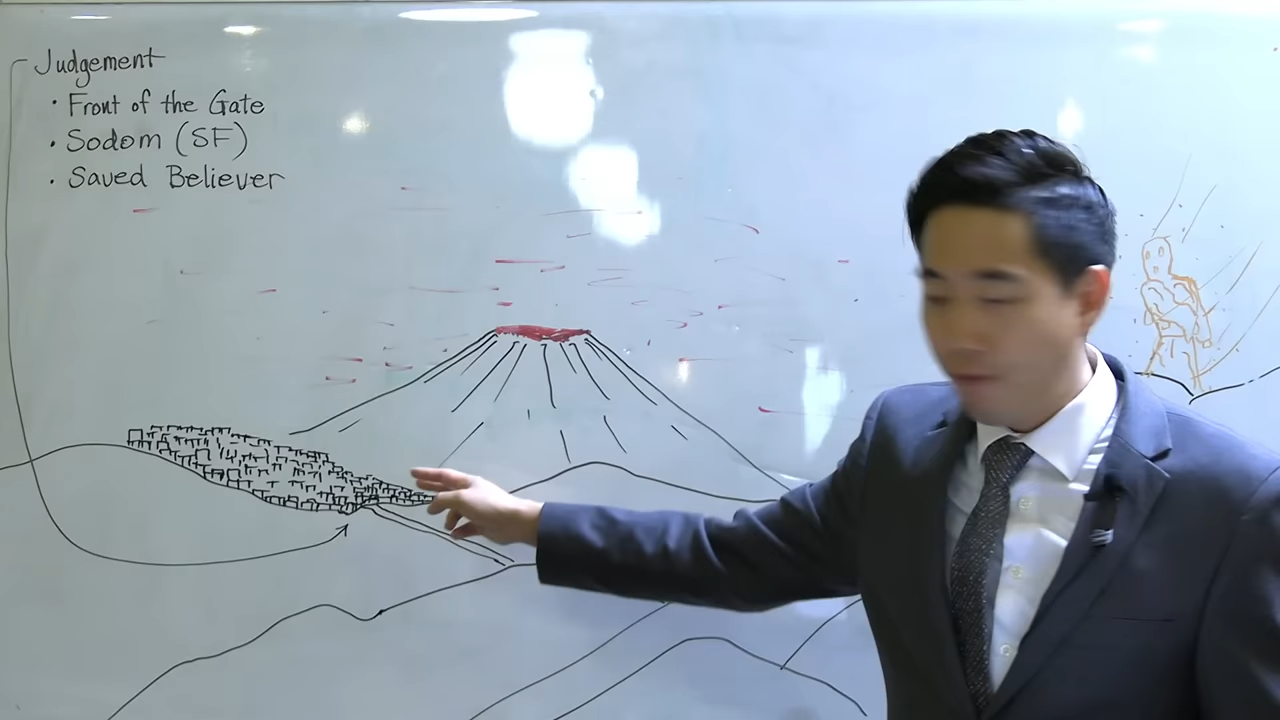 Judgement
· Front of the Gate
· Sodom (SF)
· Saved Believer